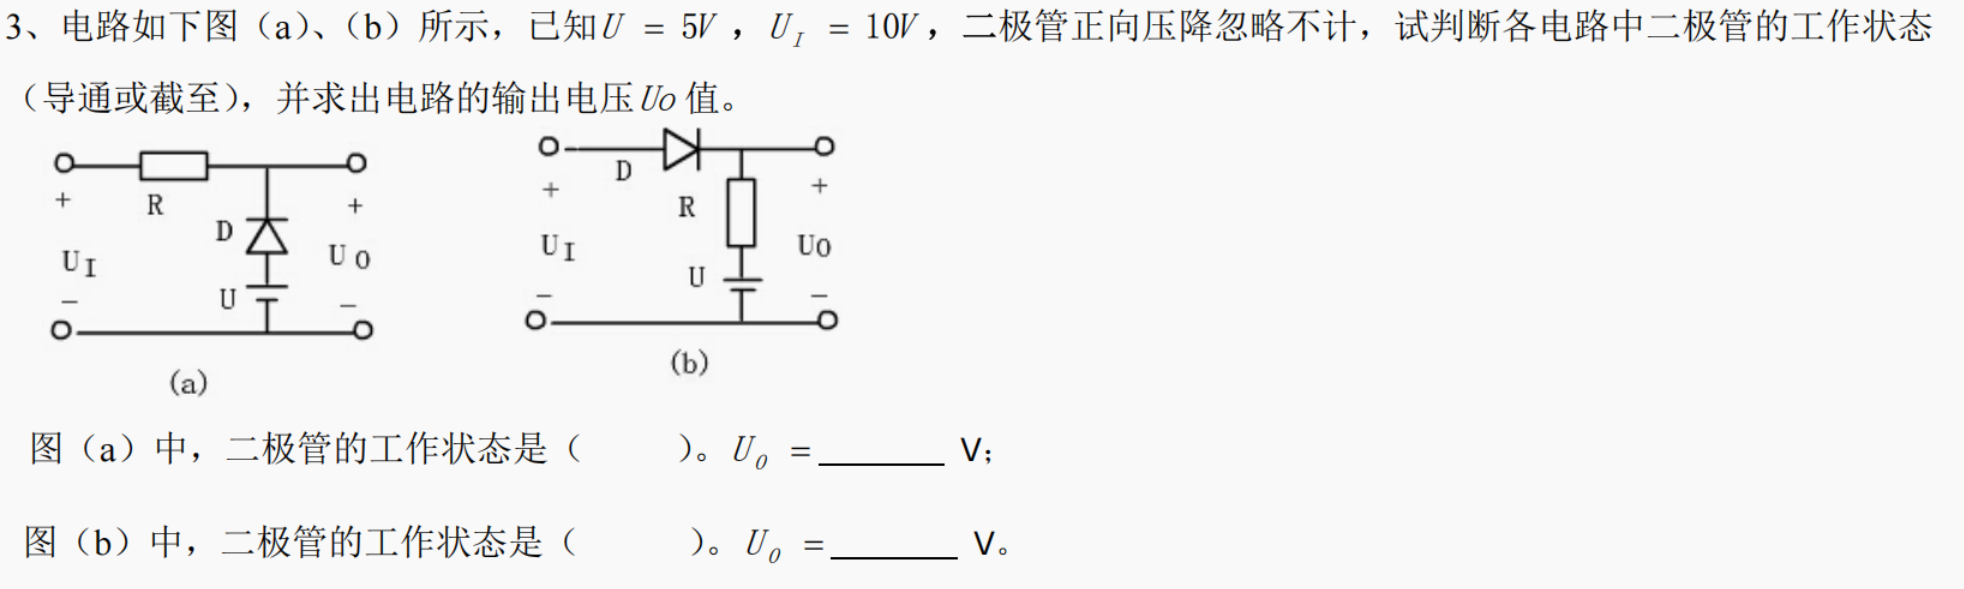 3、电路如下图（a）、（b）所示，已知U = 5V ，U_I = 10V，二极管正向压降忽略不计，试判断各电路中二极管的工作状态
（导通或截至），并求出电路的输出电压Uo 值。
+ R +
D
U_I U O
U
− −
(a)
D
+ +
R
U_I UO
U
− −
(b)
图（a）中，二极管的工作状态是（ ）。U_0 =______ V；
图（b）中，二极管的工作状态是（ ）。U_0 =______ V。